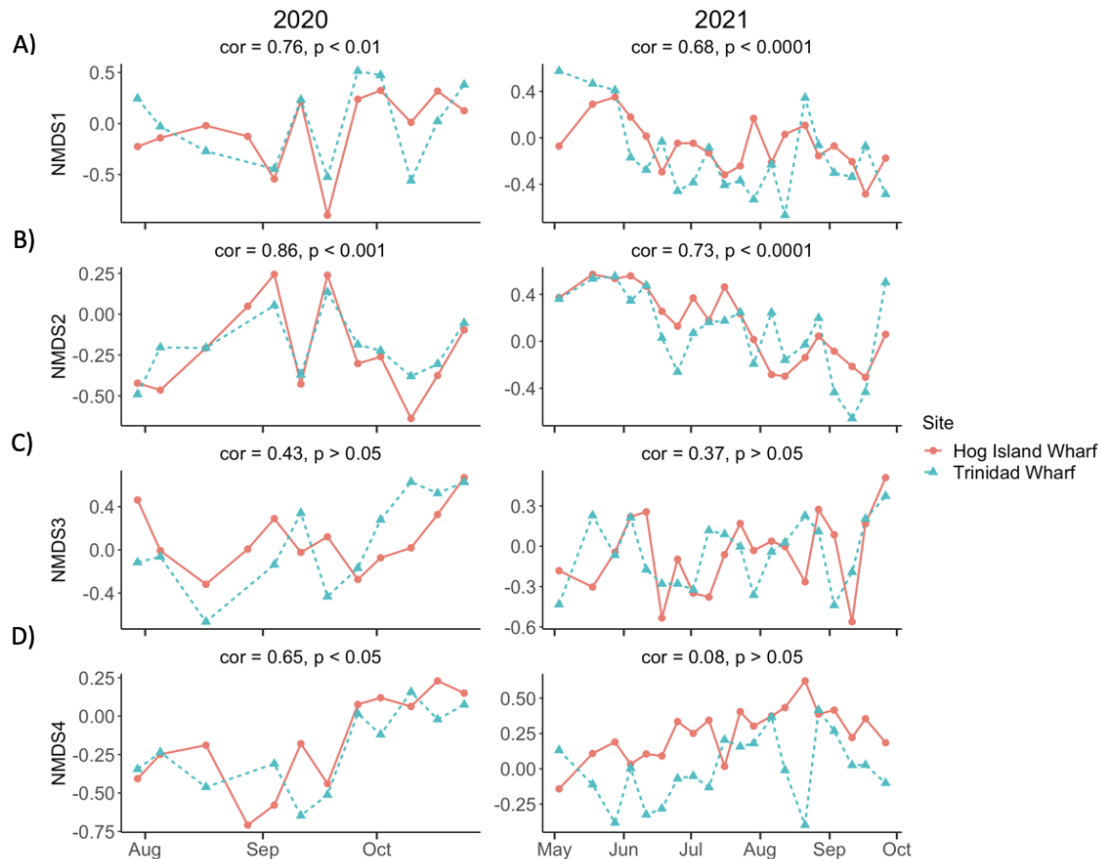 2020 2021
A)
cor = 0.76, p < 0.01 cor = 0.68, p < 0.0001
NMDS1
0.5
0.0
-0.5
0.4
0.0
-0.4
B)
cor = 0.86, p < 0.001 cor = 0.73, p < 0.0001
NMDS2
0.25
0.00
-0.25
-0.50
0.4
0.0
-0.4
C)
cor = 0.43, p > 0.05 cor = 0.37, p > 0.05
NMDS3
0.4
0.0
-0.4
0.3
0.0
-0.3
-0.6
D)
cor = 0.65, p < 0.05 cor = 0.08, p > 0.05
NMDS4
0.25
0.00
-0.25
-0.50
-0.75
0.50
0.25
0.00
-0.25
Aug Sep Oct
May Jun Jul Aug Sep Oct
Site
Hog Island Wharf
Trinidad Wharf